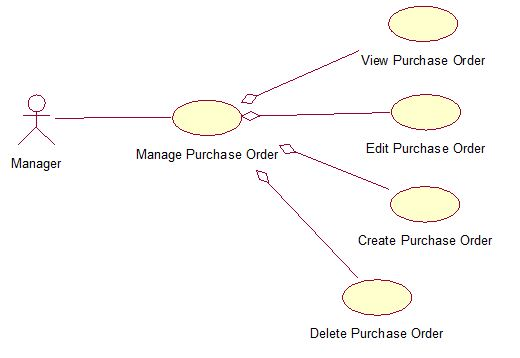 View Purchase Order
Edit Purchase Order
Manager
Manage Purchase Order
Create Purchase Order
Delete Purchase Order